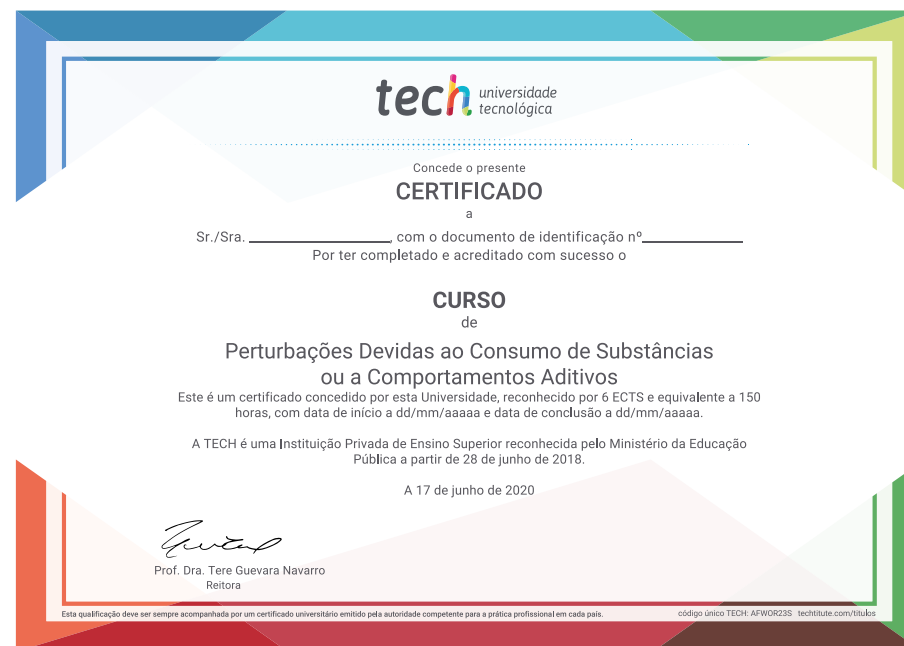 tech universidade
tecnológica
Concede o presente
CERTIFICADO
a
Sr./Sra. , com o documento de identificação nº
Por ter completado e acreditado com sucesso o
CURSO
de
Perturbações Devidas ao Consumo de Substâncias
ou a Comportamentos Aditivos
Este é um certificado concedido por esta Universidade, reconhecido por 6 ECTS e equivalente a 150
horas, com data de início a dd/mm/aaaaa e data de conclusão a dd/mm/aaaaa.
A TECH é uma Instituição Privada de Ensino Superior reconhecida pelo Ministério da Educação
Pública a partir de 28 de junho de 2018.
A 17 de junho de 2020
Prof. Dra. Tere Guevara Navarro
Reitora
Esta qualificação deve ser sempre acompanhada por um certificado universitário emitido pela autoridade competente para a prática profissional em cada país. código único TECH: AFWOR23S techtitute.com/titulos